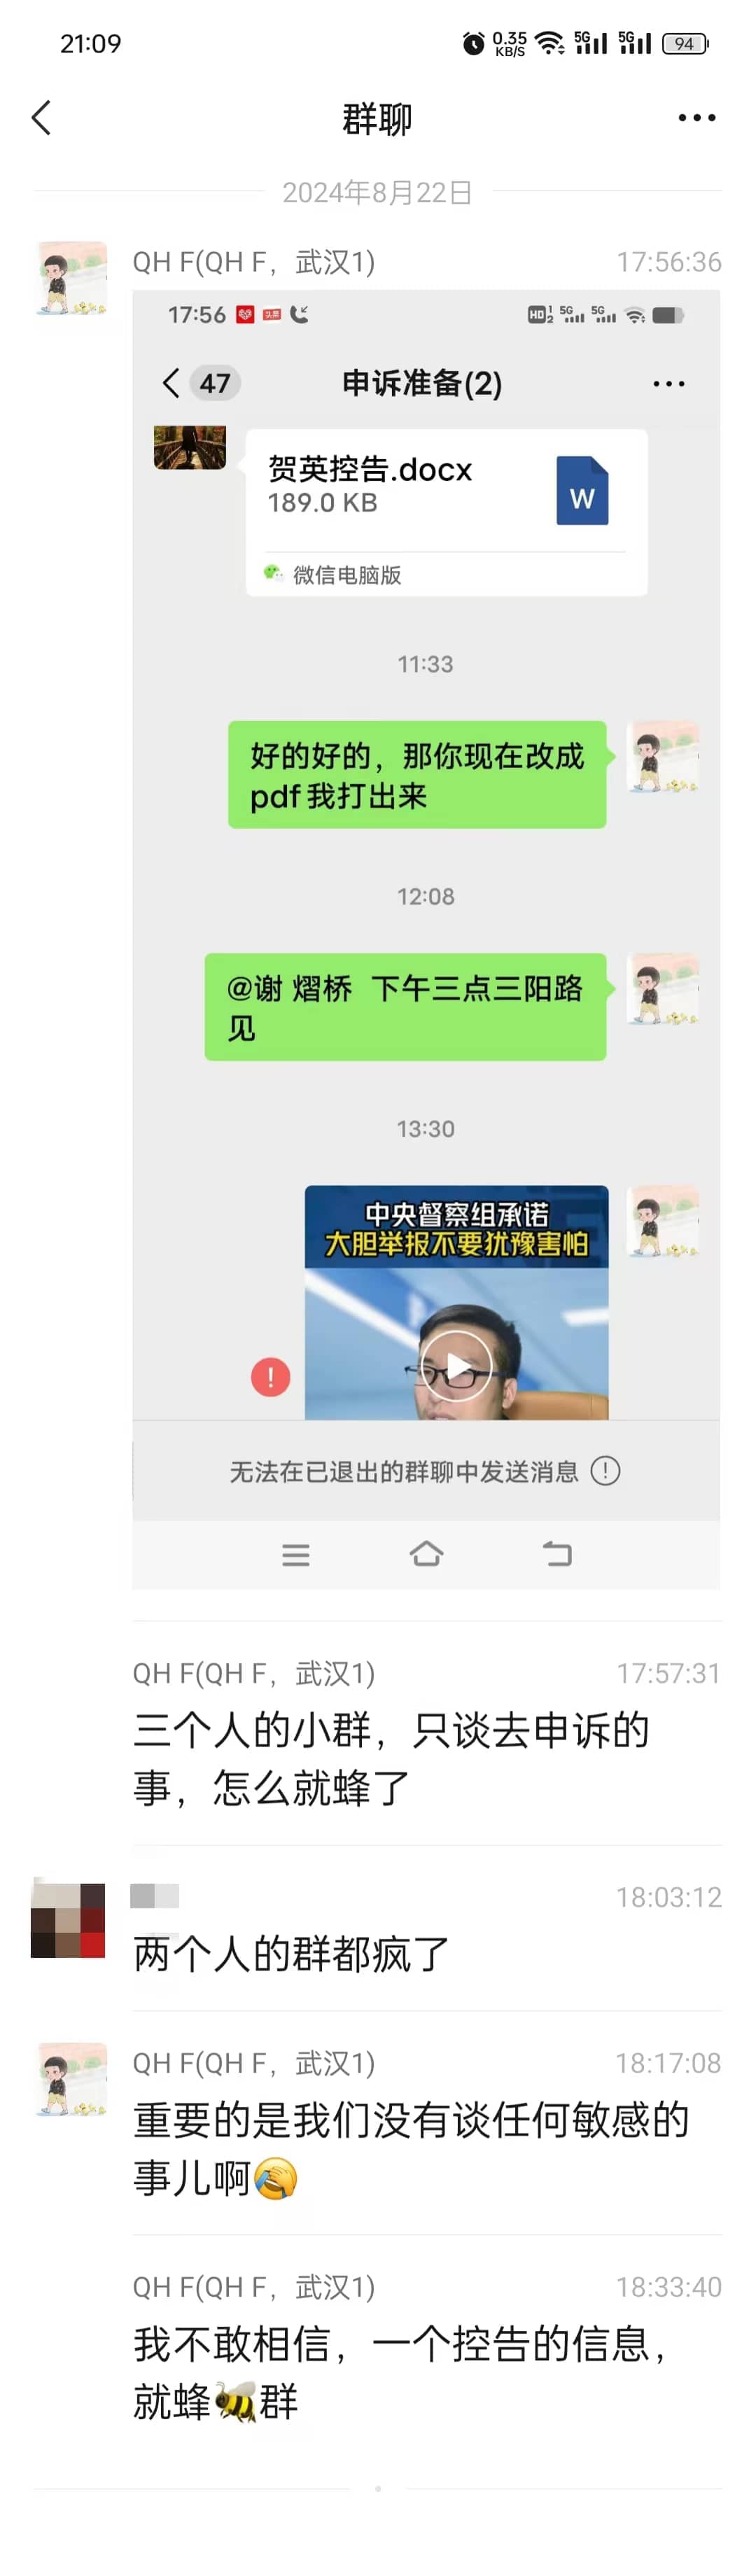 21:09
0.35
KB/S
5G
5G
94
群聊
2024年8月22日
QH F(QH F，武汉1)
17:56:36
17:56
头条
HD 1 2
5G
5G
47
申诉准备(2)
贺英控告.docx
189.0 KB
W
微信电脑版
11:33
好的好的，那你现在改成
pdf 我打出来
12:08
@谢 熠桥 下午三点三阳路
见
13:30
中央督察组承诺
大胆举报不要犹豫害怕
!
无法在已退出的群聊中发送消息
QH F(QH F，武汉1)
17:57:31
三个人的小群，只谈去申诉的
事，怎么就蜂了
18:03:12
两个人的群都疯了
QH F(QH F，武汉1)
18:17:08
重要的是我们没有谈任何敏感的
事儿啊🤦
QH F(QH F，武汉1)
18:33:40
我不敢相信，一个控告的信息，
就蜂🐝群